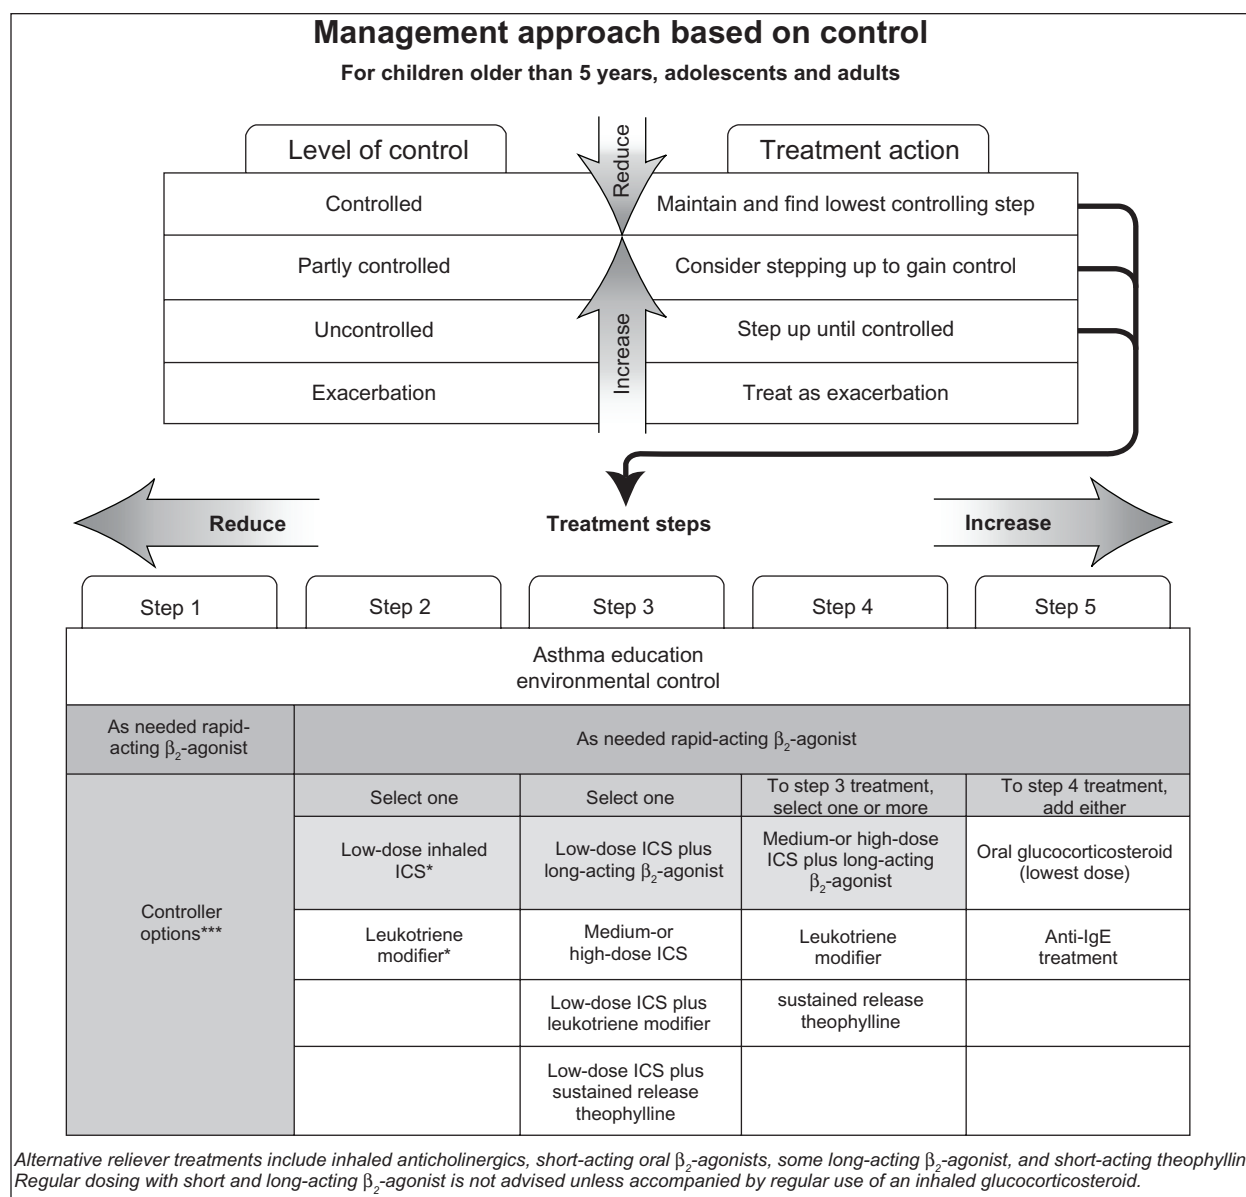 Management approach based on control
For children older than 5 years, adolescents and adults
Level of control
Reduce
Treatment action
Controlled
Maintain and find lowest controlling step
Partly controlled
Consider stepping up to gain control
Uncontrolled
Increase
Step up until controlled
Exacerbation
Treat as exacerbation
Reduce
Treatment steps
Increase
Step 1
Step 2
Step 3
Step 4
Step 5
Asthma education
environmental control
As needed rapid-
acting β₂-agonist
As needed rapid-acting β₂-agonist
Controller
options***
Select one
Select one
To step 3 treatment,
select one or more
To step 4 treatment,
add either
Low-dose inhaled
ICS*
Low-dose ICS plus
long-acting β₂-agonist
Medium-or high-dose
ICS plus long-acting
β₂-agonist
Oral glucocorticosteroid
(lowest dose)
Leukotriene
modifier*
Medium-or
high-dose ICS
Leukotriene
modifier
Anti-IgE
treatment
Low-dose ICS plus
leukotriene modifier
sustained release
theophylline
Low-dose ICS plus
sustained release
theophylline
Alternative reliever treatments include inhaled anticholinergics, short-acting oral β₂-agonists, some long-acting β₂-agonist, and short-acting theophyllin
Regular dosing with short and long-acting β₂-agonist is not advised unless accompanied by regular use of an inhaled glucocorticosteroid.